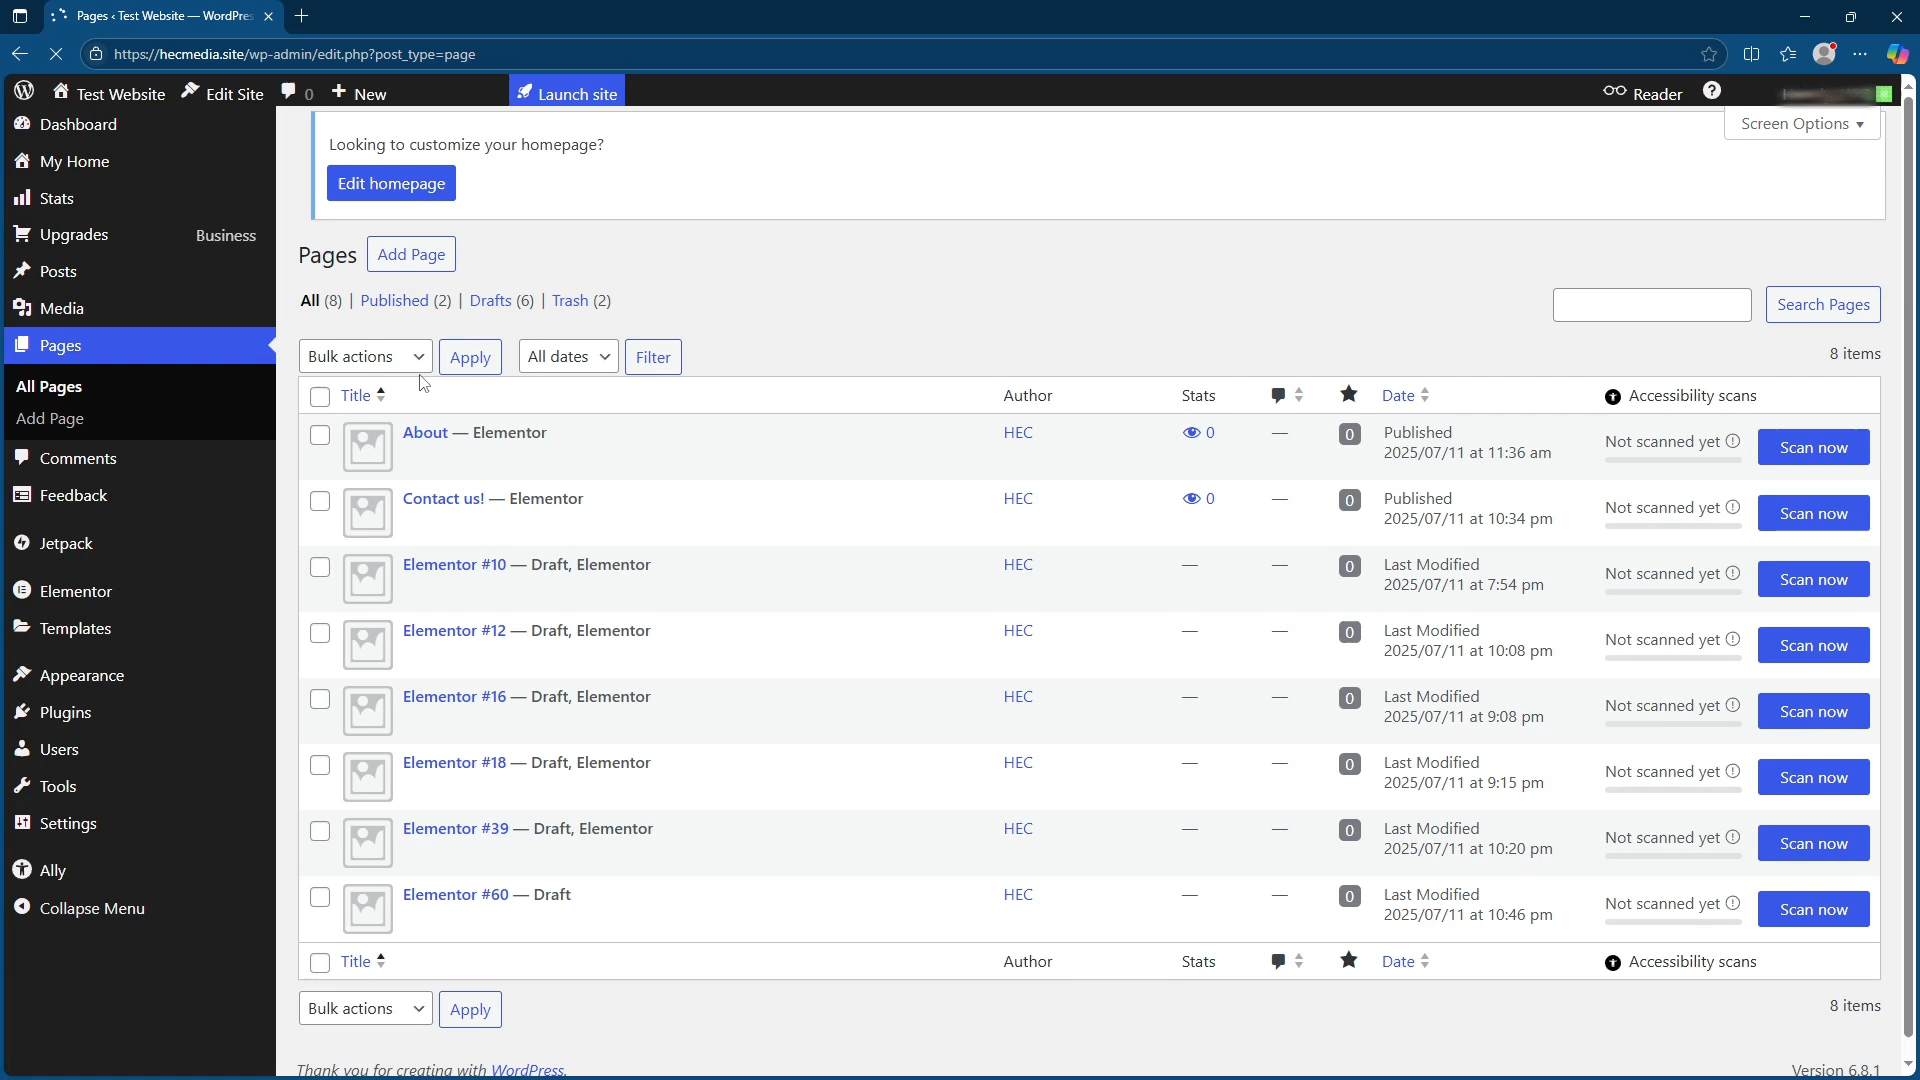 Pages ‹ Test Website — WordPres
https://hecmedia.site/wp-admin/edit.php?post_type=page
Test Website Edit Site 0 New Launch site Reader
Dashboard
My Home
Stats
Upgrades Business
Posts
Media
Pages
All Pages
Add Page
Comments
Feedback
Jetpack
Elementor
Templates
Appearance
Plugins
Users
Tools
Settings
Ally
Collapse Menu
Screen Options
Looking to customize your homepage?
Edit homepage
Pages Add Page
All (8) | Published (2) | Drafts (6) | Trash (2)
Search Pages
Bulk actions Apply All dates Filter 8 items
Title Author Stats Date Accessibility scans
About — Elementor HEC 0 — 0 Published Not scanned yet Scan now
2025/07/11 at 11:36 am
Contact us! — Elementor HEC 0 — 0 Published Not scanned yet Scan now
2025/07/11 at 10:34 pm
Elementor #10 — Draft, Elementor HEC — — 0 Last Modified Not scanned yet Scan now
2025/07/11 at 7:54 pm
Elementor #12 — Draft, Elementor HEC — — 0 Last Modified Not scanned yet Scan now
2025/07/11 at 10:08 pm
Elementor #16 — Draft, Elementor HEC — — 0 Last Modified Not scanned yet Scan now
2025/07/11 at 9:08 pm
Elementor #18 — Draft, Elementor HEC — — 0 Last Modified Not scanned yet Scan now
2025/07/11 at 9:15 pm
Elementor #39 — Draft, Elementor HEC — — 0 Last Modified Not scanned yet Scan now
2025/07/11 at 10:20 pm
Elementor #60 — Draft HEC — — 0 Last Modified Not scanned yet Scan now
2025/07/11 at 10:46 pm
Title Author Stats Date Accessibility scans
Bulk actions Apply 8 items
Thank you for creating with WordPress. Version 6.8.1